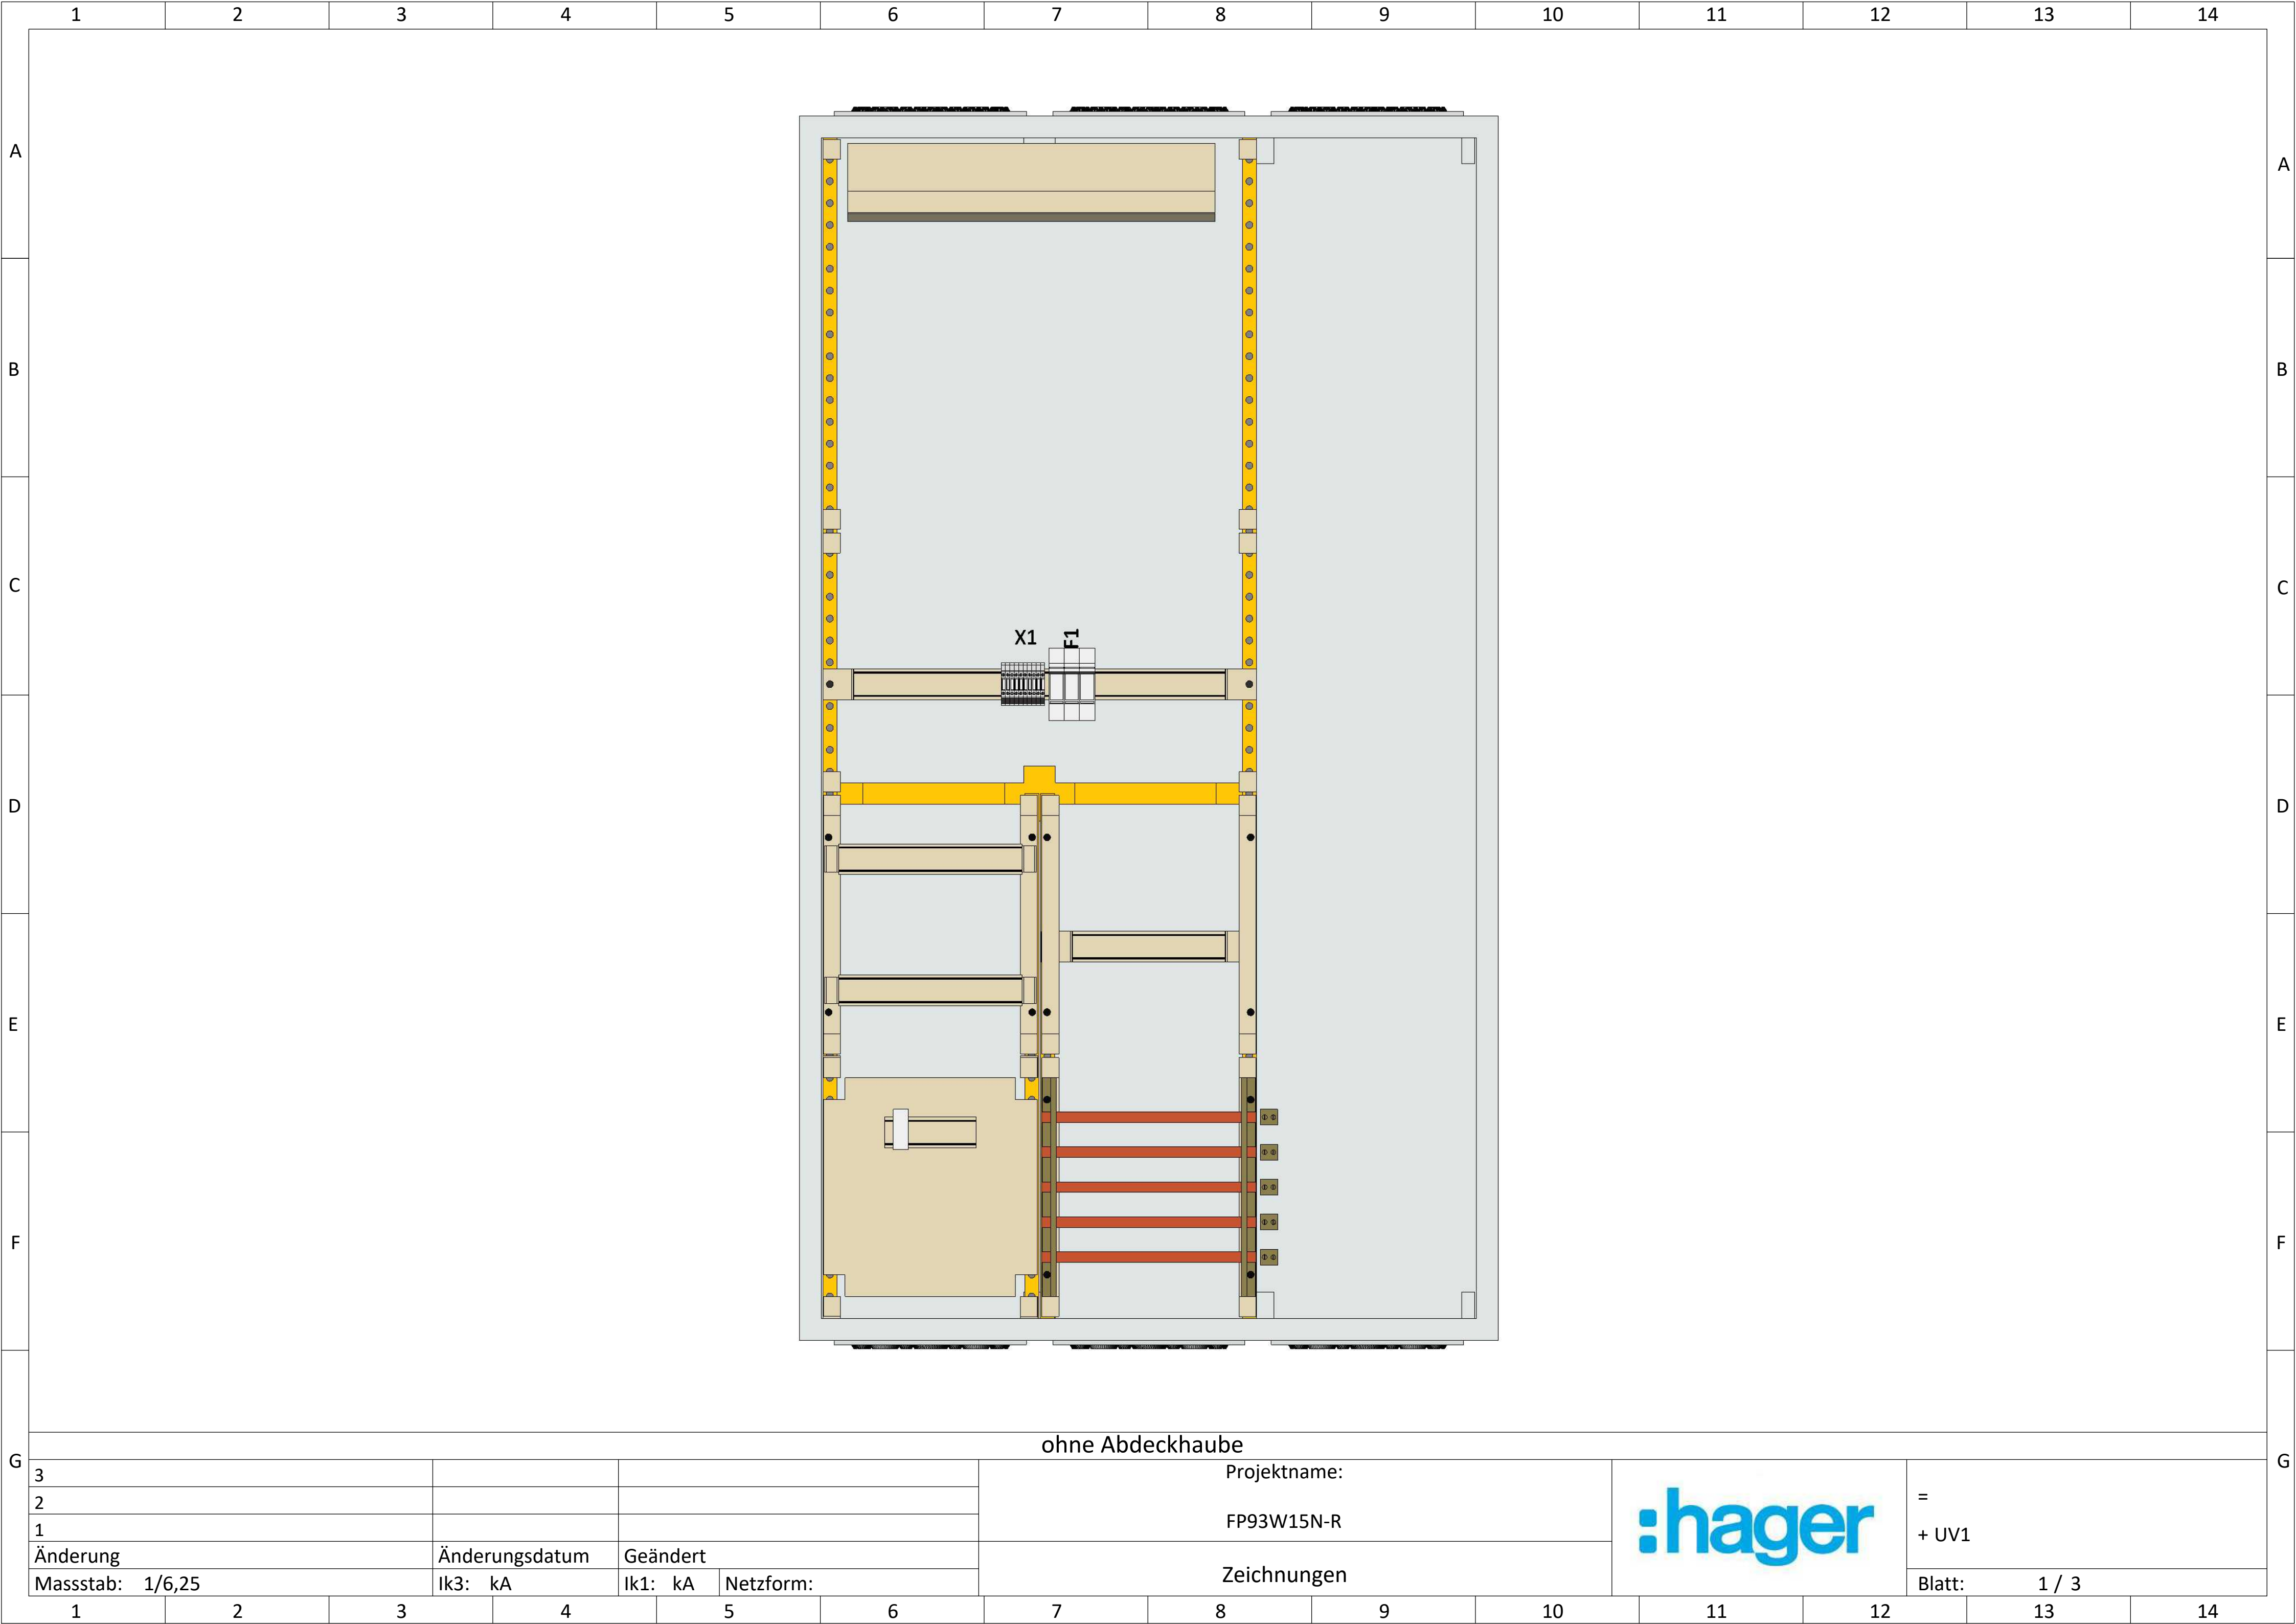 1 2 3 4 5 6 7 8 9 10 11 12 13 14
A A
B B
C C
X1 F1
D D
E E
F F
G G
ohne Abdeckhaube
3
2
1
Änderung Änderungsdatum Geändert
Massstab: 1/6,25 Ik3: kA Ik1: kA Netzform:
Projektname:
FP93W15N-R
Zeichnungen
:hager
=
+ UV1
Blatt: 1 / 3
1 2 3 4 5 6 7 8 9 10 11 12 13 14